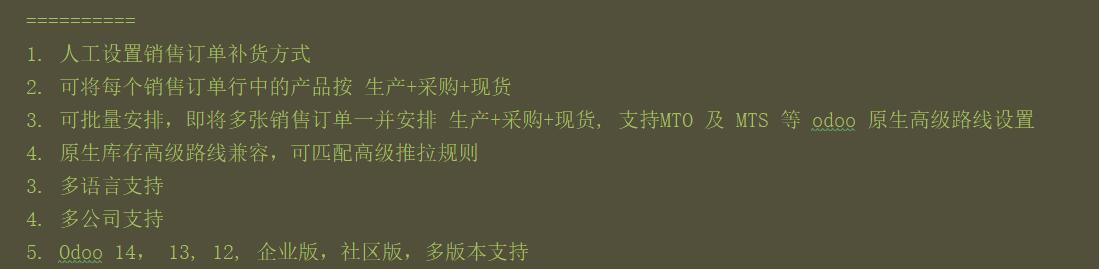 ==========
1. 人工设置销售订单补货方式
2. 可将每个销售订单行中的产品按 生产+采购+现货
3. 可批量安排，即将多张销售订单一并安排 生产+采购+现货, 支持MTO 及 MTS 等 odoo 原生高级路线设置
4. 原生库存高级路线兼容，可匹配高级推拉规则
3. 多语言支持
4. 多公司支持
5. Odoo 14， 13, 12, 企业版，社区版，多版本支持